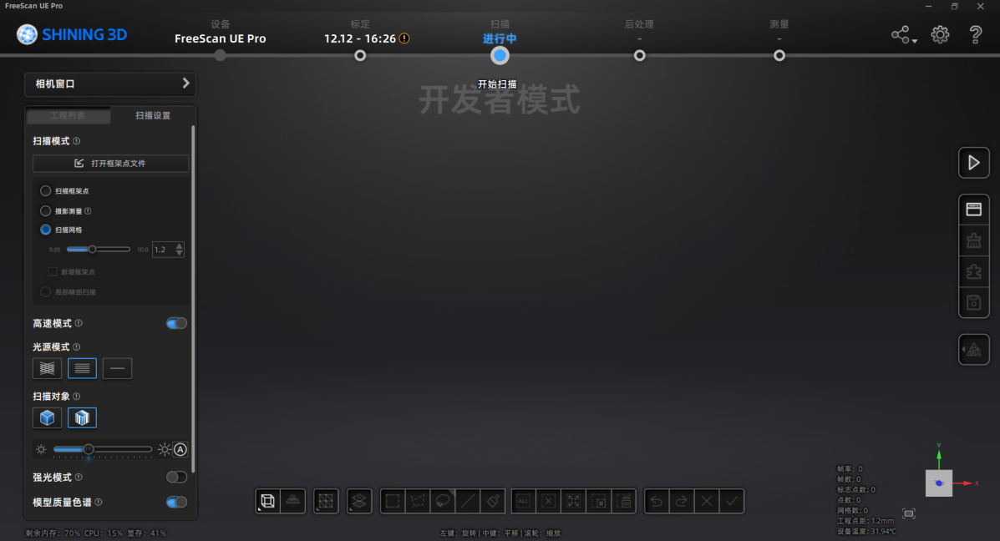 FreeScan UE Pro
SHINING 3D
设备
FreeScan UE Pro
标定
12.12 - 16:26
扫描
进行中
后处理
-
测量
-
开始扫描
开发者模式
相机窗口
工程列表
扫描设置
扫描模式
打开框架点文件
扫描框架点
摄影测量
扫描网格
0.05
10.0
1.2
新增框架点
局部精细扫描
高速模式
光源模式
扫描对象
A
强光模式
模型质量色谱
剩余内存: 70% CPU: 15% 显存: 41%
ALL
左键: 旋转|中键: 平移|滚轮: 缩放
帧率: 0
帧数: 0
标志点数: 0
点数: 0
网格数: 0
工程点距: 1.2mm
设备温度: 31.94℃
Y
X